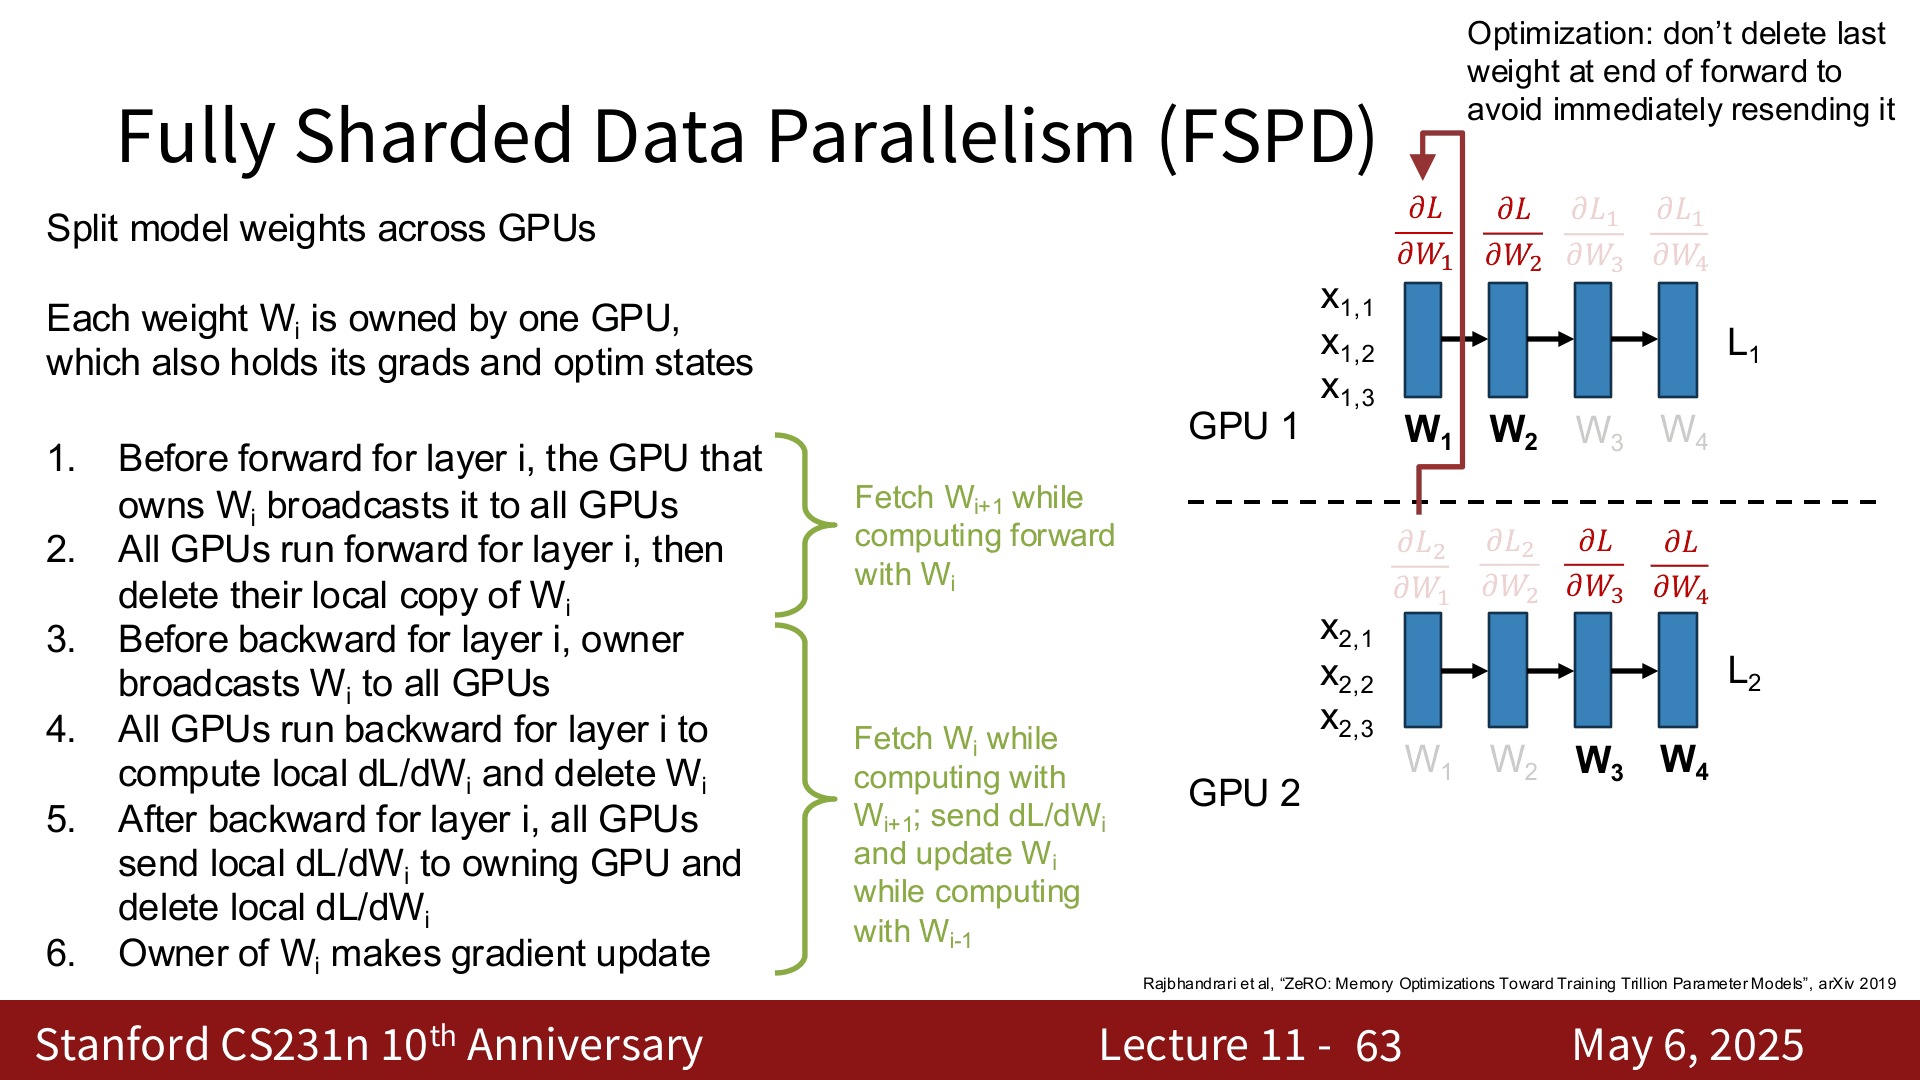 Optimization: don't delete last
weight at end of forward to
avoid immediately resending it
Fully Sharded Data Parallelism (FSPD)
Split model weights across GPUs
Each weight Wi is owned by one GPU,
which also holds its grads and optim states
1. Before forward for layer i, the GPU that
owns Wi broadcasts it to all GPUs
2. All GPUs run forward for layer i, then
delete their local copy of Wi
3. Before backward for layer i, owner
broadcasts Wi to all GPUs
4. All GPUs run backward for layer i to
compute local dL/dWi and delete Wi
5. After backward for layer i, all GPUs
send local dL/dWi to owning GPU and
delete local dL/dWi
6. Owner of Wi makes gradient update
Fetch Wi+1 while
computing forward
with Wi
Fetch Wi while
computing with
Wi+1; send dL/dWi
and update Wi
while computing
with Wi-1
∂L ∂L ∂L1 ∂L1
∂W1 ∂W2 ∂W3 ∂W4
x1,1
x1,2
x1,3
L1
GPU 1
W1 W2 W3 W4
∂L2 ∂L2 ∂L ∂L
∂W1 ∂W2 ∂W3 ∂W4
x2,1
x2,2
x2,3
L2
W1 W2 W3 W4
GPU 2
Rajbhandrari et al, “ZeRO: Memory Optimizations Toward Training Trillion Parameter Models”, arXiv 2019
Stanford CS231n 10th Anniversary
Lecture 11 - 63
May 6, 2025